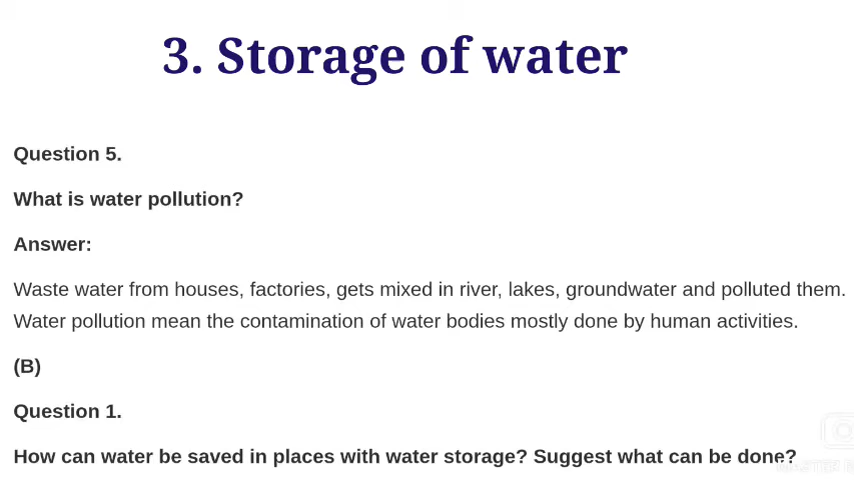 3. Storage of water
Question 5.
What is water pollution?
Answer:
Waste water from houses, factories, gets mixed in river, lakes, groundwater and polluted them.
Water pollution mean the contamination of water bodies mostly done by human activities.
(B)
Question 1.
How can water be saved in places with water storage? Suggest what can be done?